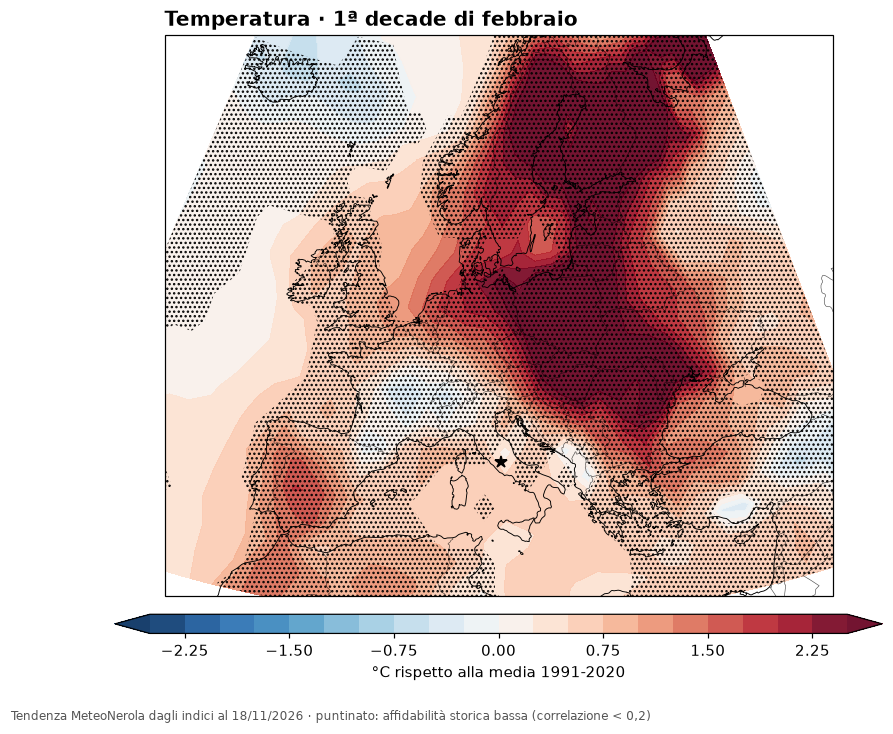 Temperatura · 1ª decade di febbraio
−2.25 −1.50 −0.75 0.00 0.75 1.50 2.25
°C rispetto alla media 1991-2020
Tendenza MeteoNerola dagli indici al 18/11/2026 · puntinato: affidabilità storica bassa (correlazione < 0,2)